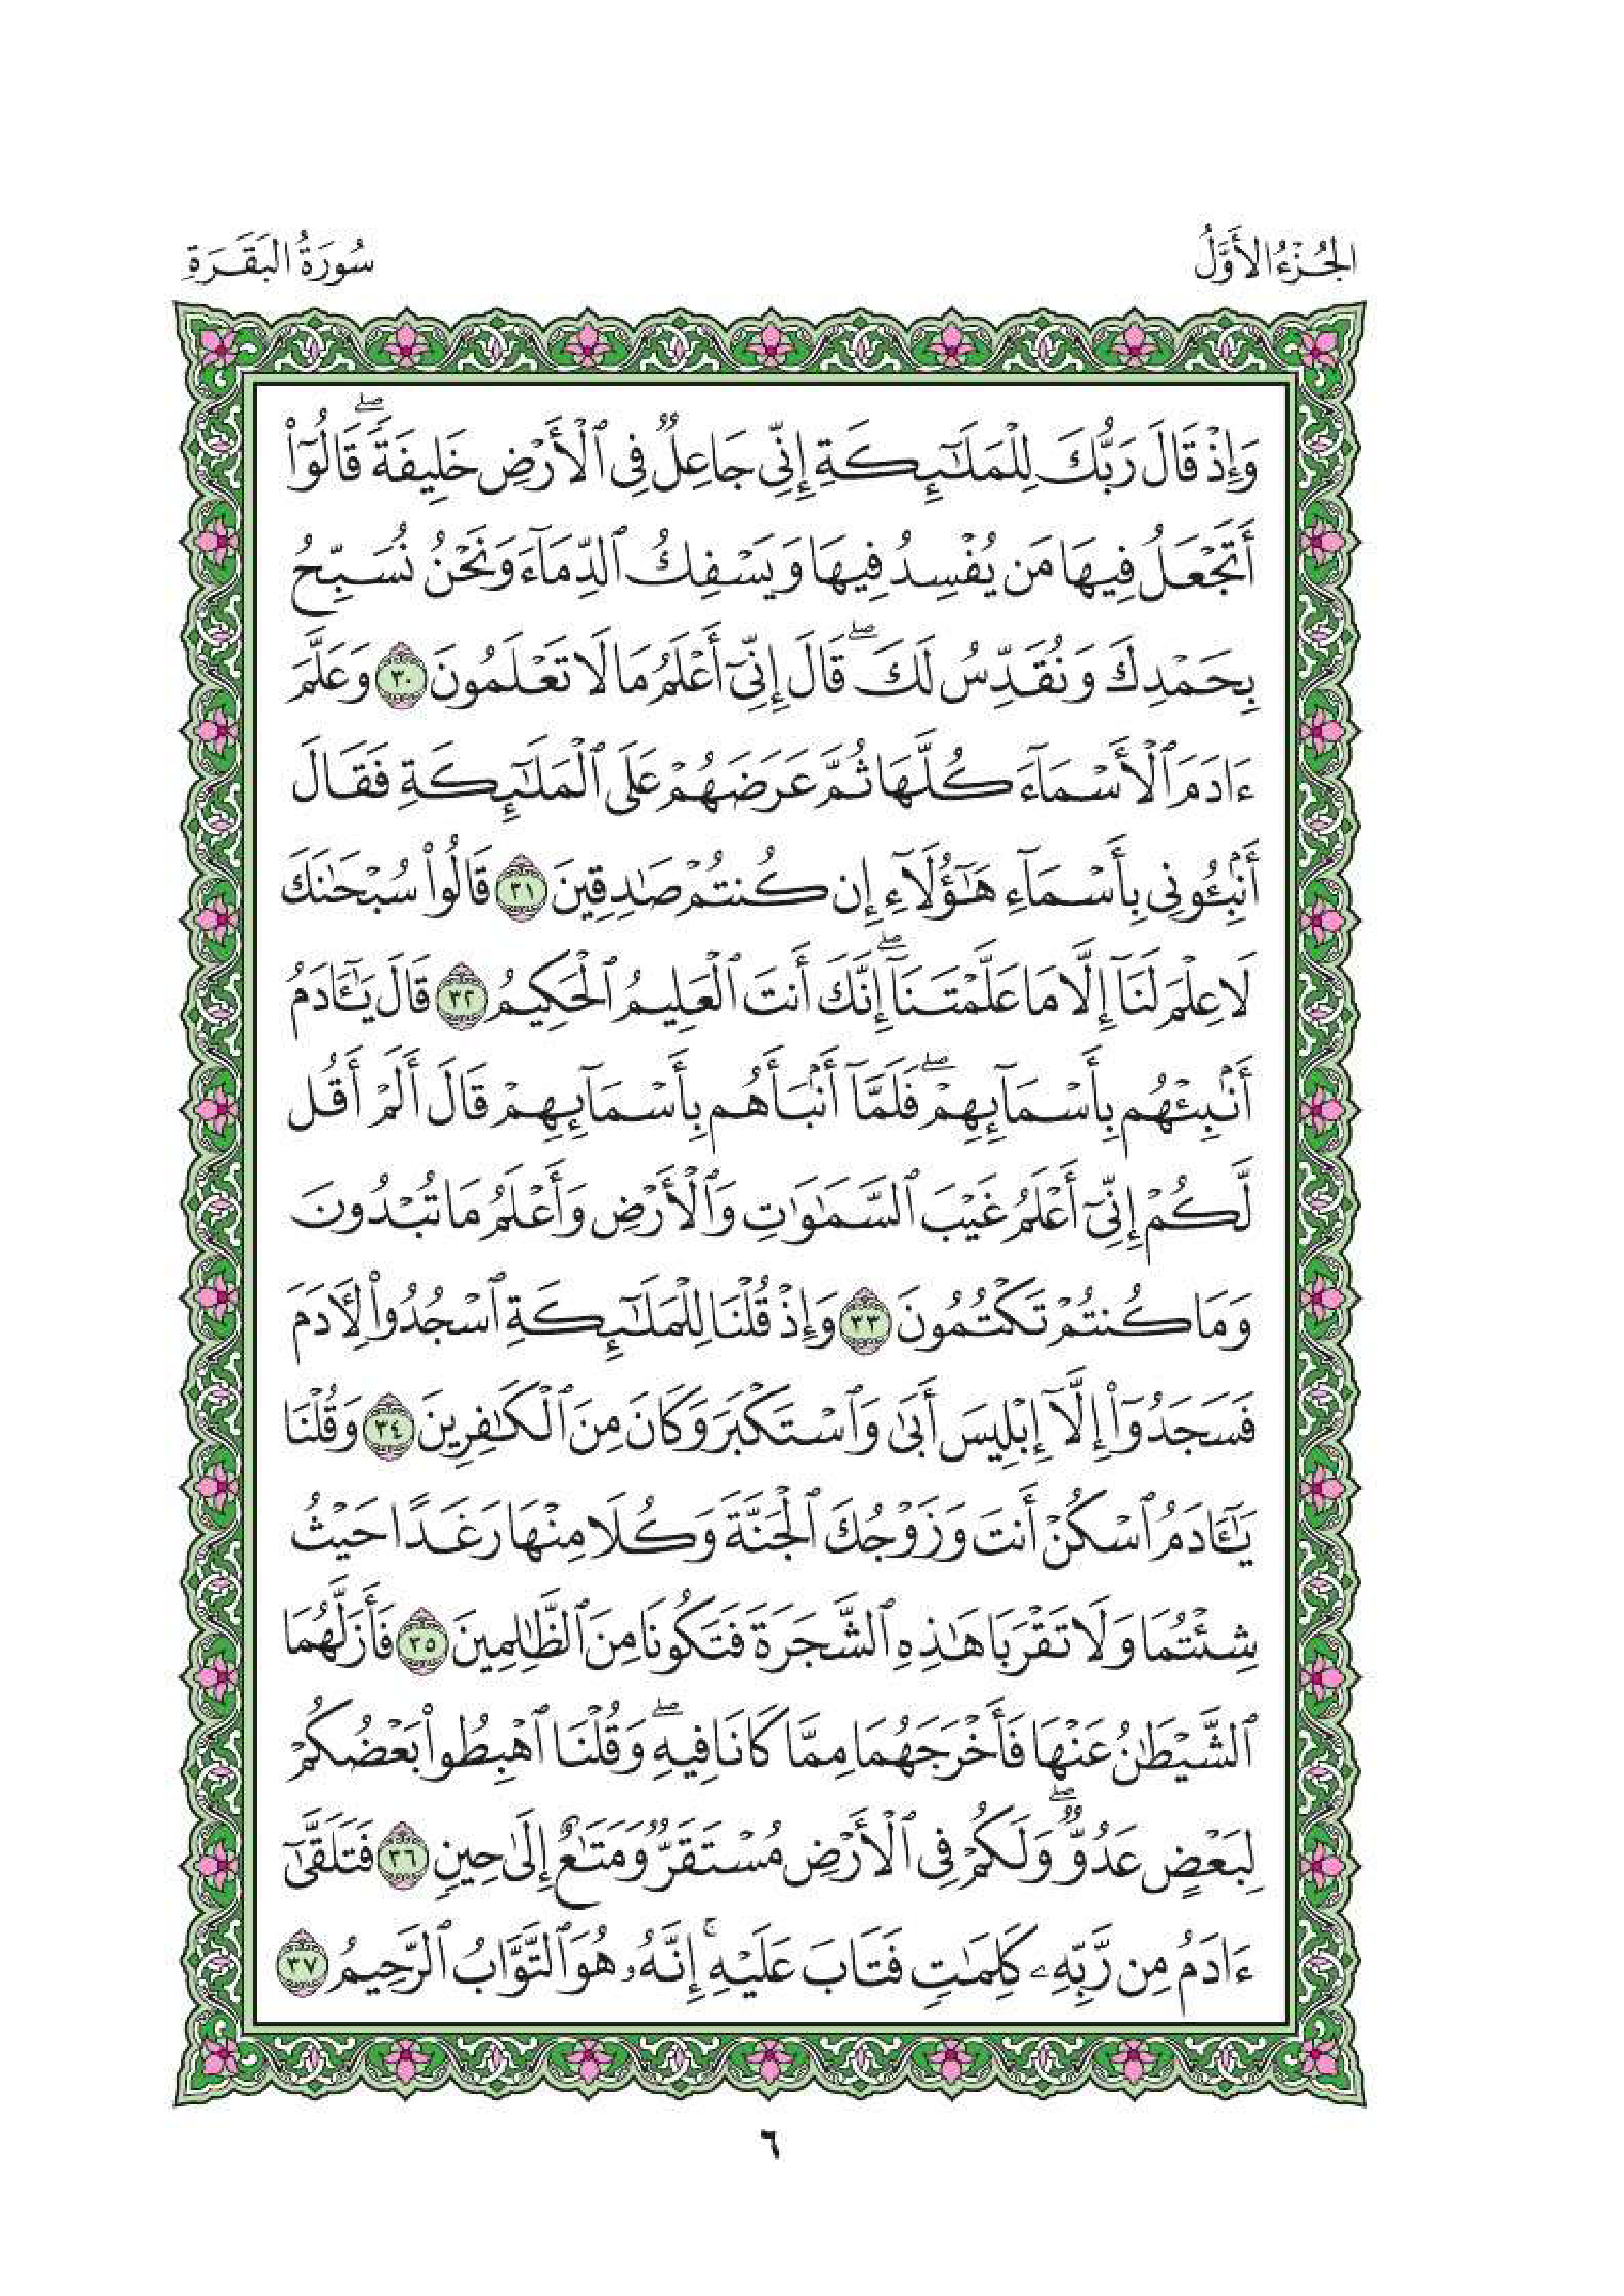 الجُزْءُ الأَوَّلُ
سُورَةُ البَقَرَةِ
وَإِذْ قَالَ رَبُّكَ لِلْمَلَٰٓئِكَةِ إِنِّي جَاعِلٌ فِي ٱلْأَرْضِ خَلِيفَةً ۖ قَالُوٓا۟
أَتَجْعَلُ فِيهَا مَن يُفْسِدُ فِيهَا وَيَسْفِكُ ٱلدِّمَآءَ وَنَحْنُ نُسَبِّحُ
بِحَمْدِكَ وَنُقَدِّسُ لَكَ ۖ قَالَ إِنِّىٓ أَعْلَمُ مَا لَا تَعْلَمُونَ ٣٠ وَعَلَّمَ
ءَادَمَ ٱلْأَسْمَآءَ كُلَّهَا ثُمَّ عَرَضَهُمْ عَلَى ٱلْمَلَٰٓئِكَةِ فَقَالَ
أَنۢبِـُٔونِى بِأَسْمَآءِ هَٰٓؤُلَآءِ إِن كُنتُمْ صَٰدِقِينَ ٣١ قَالُوا۟ سُبْحَٰنَكَ
لَا عِلْمَ لَنَآ إِلَّا مَا عَلَّمْتَنَآ ۖ إِنَّكَ أَنتَ ٱلْعَلِيمُ ٱلْحَكِيمُ ٣٢ قَالَ يَٰٓـَٔادَمُ
أَنۢبِئْهُم بِأَسْمَآئِهِمْ ۖ فَلَمَّآ أَنۢبَأَهُم بِأَسْمَآئِهِمْ قَالَ أَلَمْ أَقُل
لَّكُمْ إِنِّىٓ أَعْلَمُ غَيْبَ ٱلسَّمَٰوَٰتِ وَٱلْأَرْضِ وَأَعْلَمُ مَا تُبْدُونَ
وَمَا كُنتُمْ تَكْتُمُونَ ٣٣ وَإِذْ قُلْنَا لِلْمَلَٰٓئِكَةِ ٱسْجُدُوا۟ لِـَٔادَمَ
فَسَجَدُوٓا۟ إِلَّآ إِبْلِيسَ أَبَىٰ وَٱسْتَكْبَرَ وَكَانَ مِنَ ٱلْكَٰفِرِينَ ٣٤ وَقُلْنَا
يَٰٓـَٔادَمُ ٱسْكُنْ أَنتَ وَزَوْجُكَ ٱلْجَنَّةَ وَكُلَا مِنْهَا رَغَدًا حَيْثُ
شِئْتُمَا وَلَا تَقْرَبَا هَٰذِهِ ٱلشَّجَرَةَ فَتَكُونَا مِنَ ٱلظَّٰلِمِينَ ٣٥ فَأَزَلَّهُمَا
ٱلشَّيْطَٰنُ عَنْهَا فَأَخْرَجَهُمَا مِمَّا كَانَا فِيهِ ۖ وَقُلْنَا ٱهْبِطُوا۟ بَعْضُكُمْ
لِبَعْضٍ عَدُوٌّ ۖ وَلَكُمْ فِى ٱلْأَرْضِ مُسْتَقَرٌّ وَمَتَٰعٌ إِلَىٰ حِينٍ ٣٦ فَتَلَقَّىٰٓ
ءَادَمُ مِن رَّبِّهِۦ كَلِمَٰتٍ فَتَابَ عَلَيْهِ ۚ إِنَّهُۥ هُوَ ٱلتَّوَّابُ ٱلرَّحِيمُ ٣٧
٦